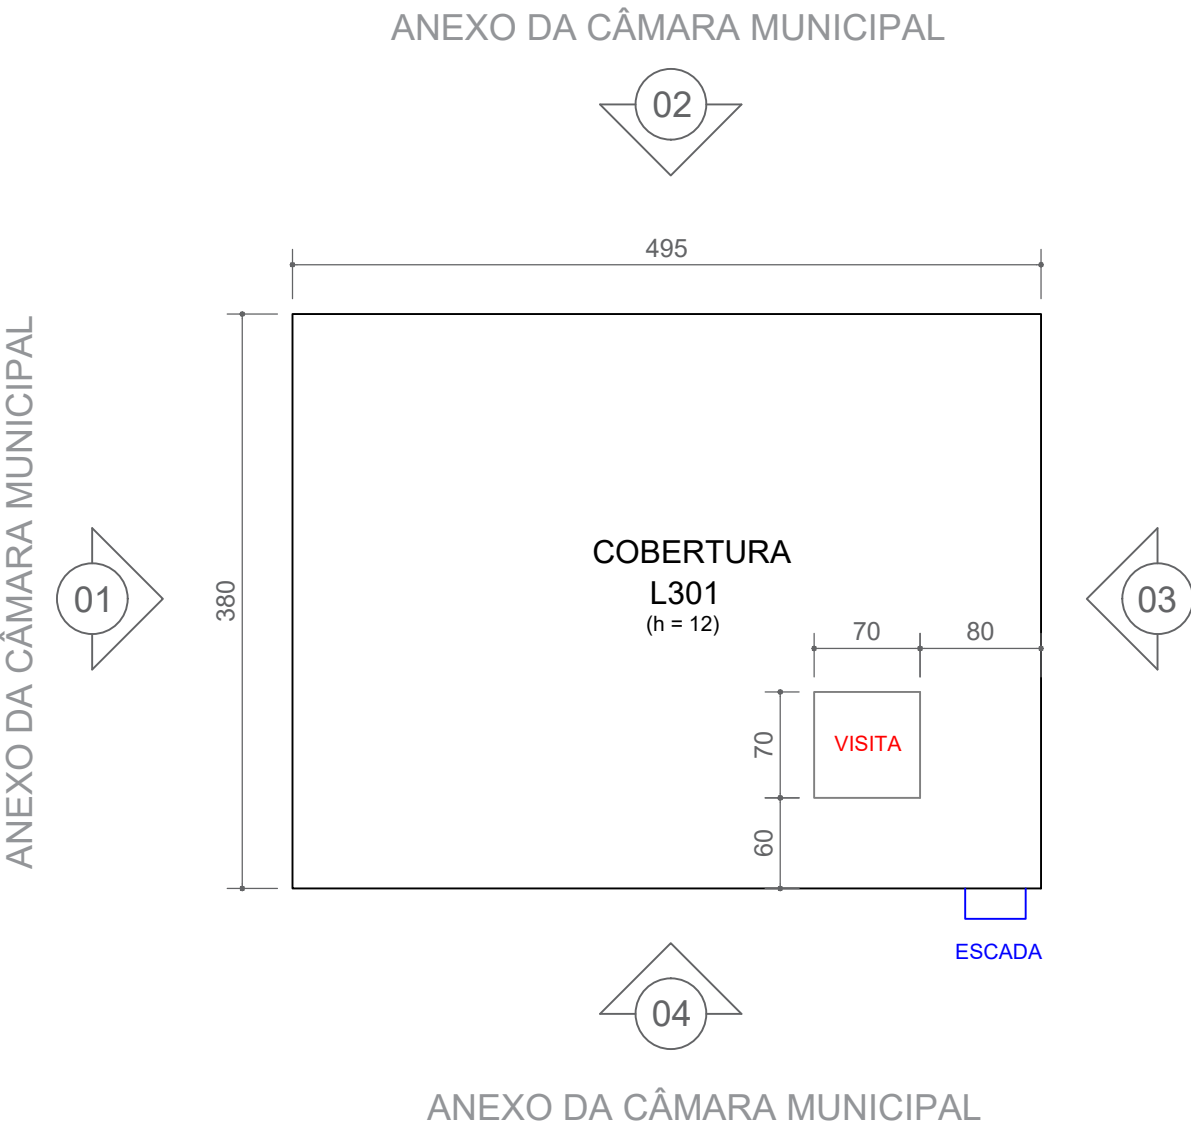 ANEXO DA CÂMARA MUNICIPAL
02
495
ANEXO DA CÂMARA MUNICIPAL
01
380
COBERTURA
L301
(h = 12)
70
80
03
70
VISITA
60
ESCADA
04
ANEXO DA CÂMARA MUNICIPAL